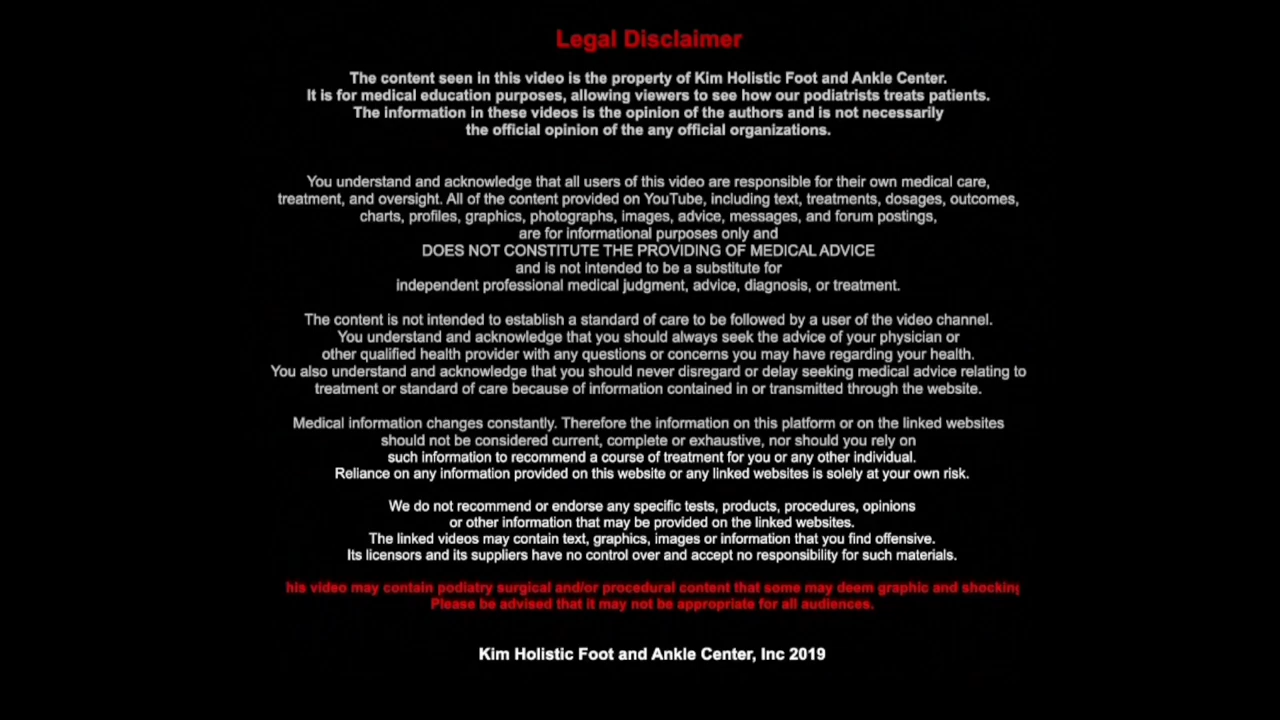 Legal Disclaimer
The content seen in this video is the property of Kim Holistic Foot and Ankle Center.
It is for medical education purposes, allowing viewers to see how our podiatrists treats patients.
The information in these videos is the opinion of the authors and is not necessarily
the official opinion of the any official organizations.
You understand and acknowledge that all users of this video are responsible for their own medical care,
treatment, and oversight. All of the content provided on YouTube, including text, treatments, dosages, outcomes,
charts, profiles, graphics, photographs, images, advice, messages, and forum postings,
are for informational purposes only and
DOES NOT CONSTITUTE THE PROVIDING OF MEDICAL ADVICE
and is not intended to be a substitute for
independent professional medical judgment, advice, diagnosis, or treatment.
The content is not intended to establish a standard of care to be followed by a user of the video channel.
You understand and acknowledge that you should always seek the advice of your physician or
other qualified health provider with any questions or concerns you may have regarding your health.
You also understand and acknowledge that you should never disregard or delay seeking medical advice relating to
treatment or standard of care because of information contained in or transmitted through the website.
Medical information changes constantly. Therefore the information on this platform or on the linked websites
should not be considered current, complete or exhaustive, nor should you rely on
such information to recommend a course of treatment for you or any other individual.
Reliance on any information provided on this website or any linked websites is solely at your own risk.
We do not recommend or endorse any specific tests, products, procedures, opinions
or other information that may be provided on the linked websites.
The linked videos may contain text, graphics, images or information that you find offensive.
Its licensors and its suppliers have no control over and accept no responsibility for such materials.
his video may contain podiatry surgical and/or procedural content that some may deem graphic and shocking
Please be advised that it may not be appropriate for all audiences.
Kim Holistic Foot and Ankle Center, Inc 2019